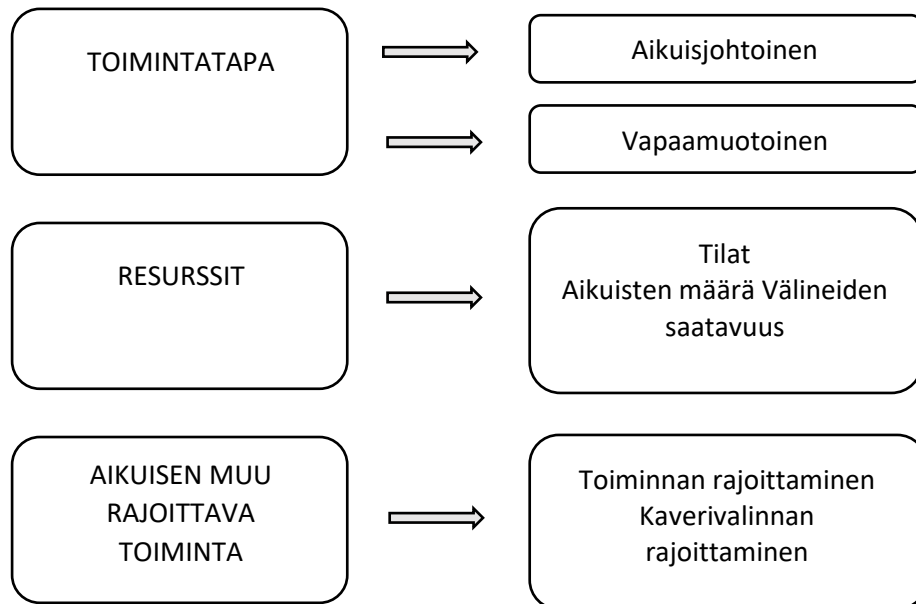 TOIMINTATAPA
Aikuisjohtoinen
Vapaamuotoinen
RESURSSIT
Tilat
Aikuisten määrä Välineiden
saatavuus
AIKUISEN MUU
RAJOITTAVA
TOIMINTA
Toiminnan rajoittaminen
Kaverivalinnan
rajoittaminen